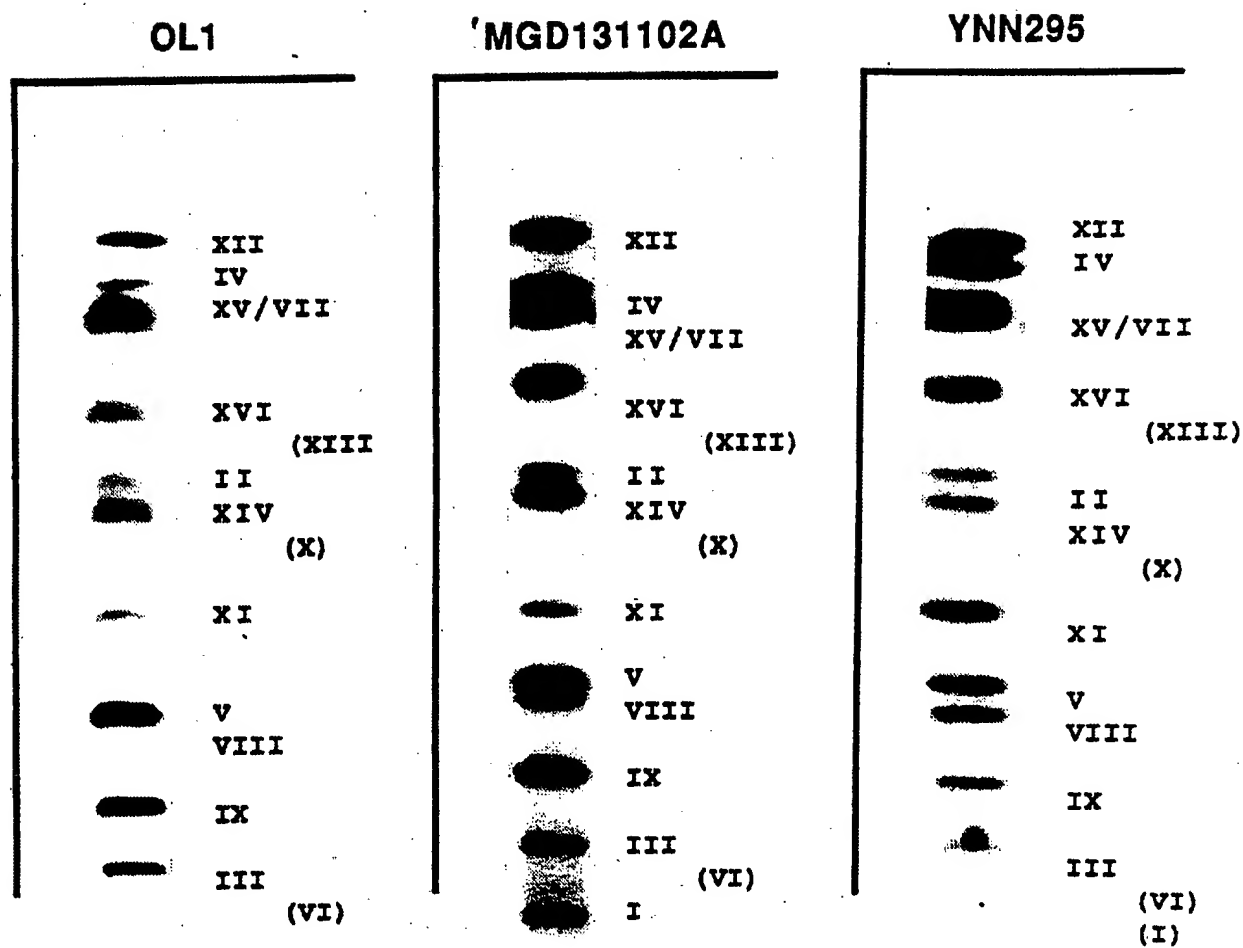 OL1
XII
IV
XV/VII
XVI
(XIII
II
XIV
(X)
XI
V
VIII
IX
III
(VI)
'MGD131102A
XII
IV
XV/VII
XVI
(XIII)
II
XIV
(X)
XI
V
VIII
IX
III
(VI)
I
YNN295
XII
IV
XV/VII
XVI
(XIII)
II
XIV
(X)
XI
V
VIII
IX
III
(VI)
(I)